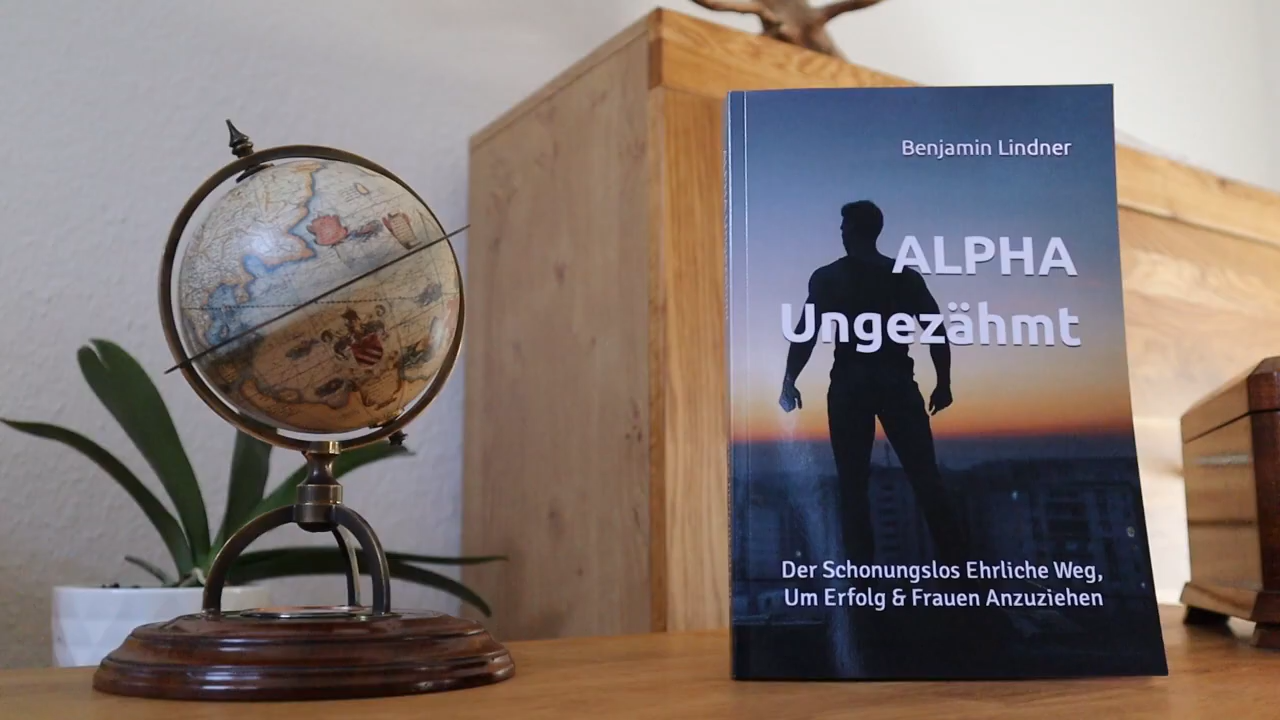 Benjamin Lindner
ALPHA
Ungezähmt
Der Schonungslos Ehrliche Weg,
Um Erfolg & Frauen Anzuziehen